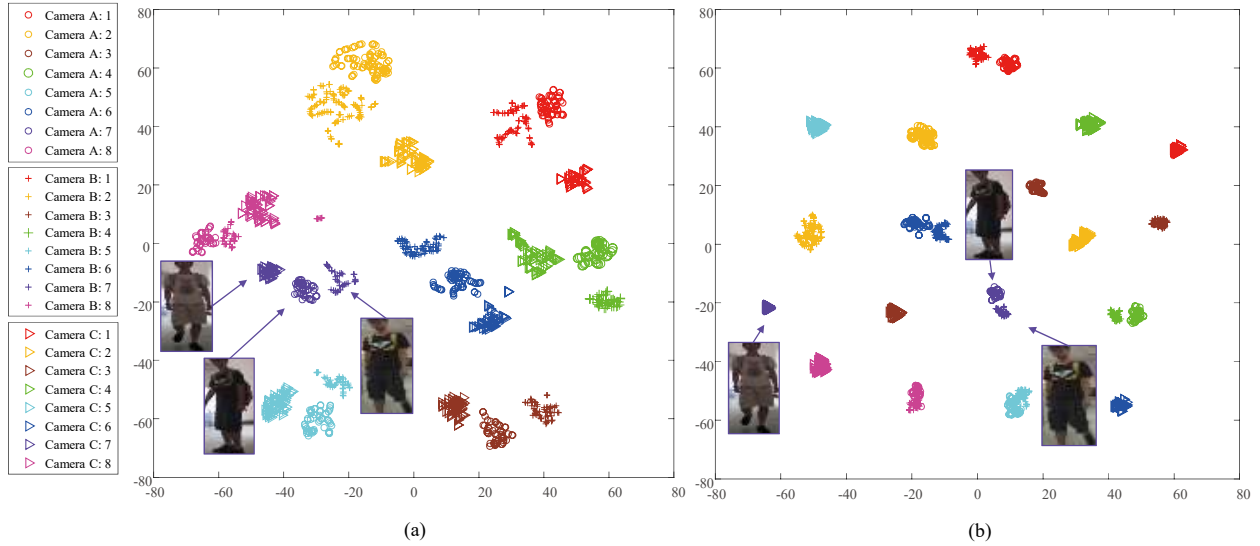 Camera A: 1
Camera A: 2
Camera A: 3
Camera A: 4
Camera A: 5
Camera A: 6
Camera A: 7
Camera A: 8
Camera B: 1
Camera B: 2
Camera B: 3
Camera B: 4
Camera B: 5
Camera B: 6
Camera B: 7
Camera B: 8
Camera C: 1
Camera C: 2
Camera C: 3
Camera C: 4
Camera C: 5
Camera C: 6
Camera C: 7
Camera C: 8
80
60
40
20
0
-20
-40
-60
-80
-80 -60 -40 -20 0 20 40 60 80
(a)
80
60
40
20
0
-20
-40
-60
-80
-80 -60 -40 -20 0 20 40 60 80
(b)